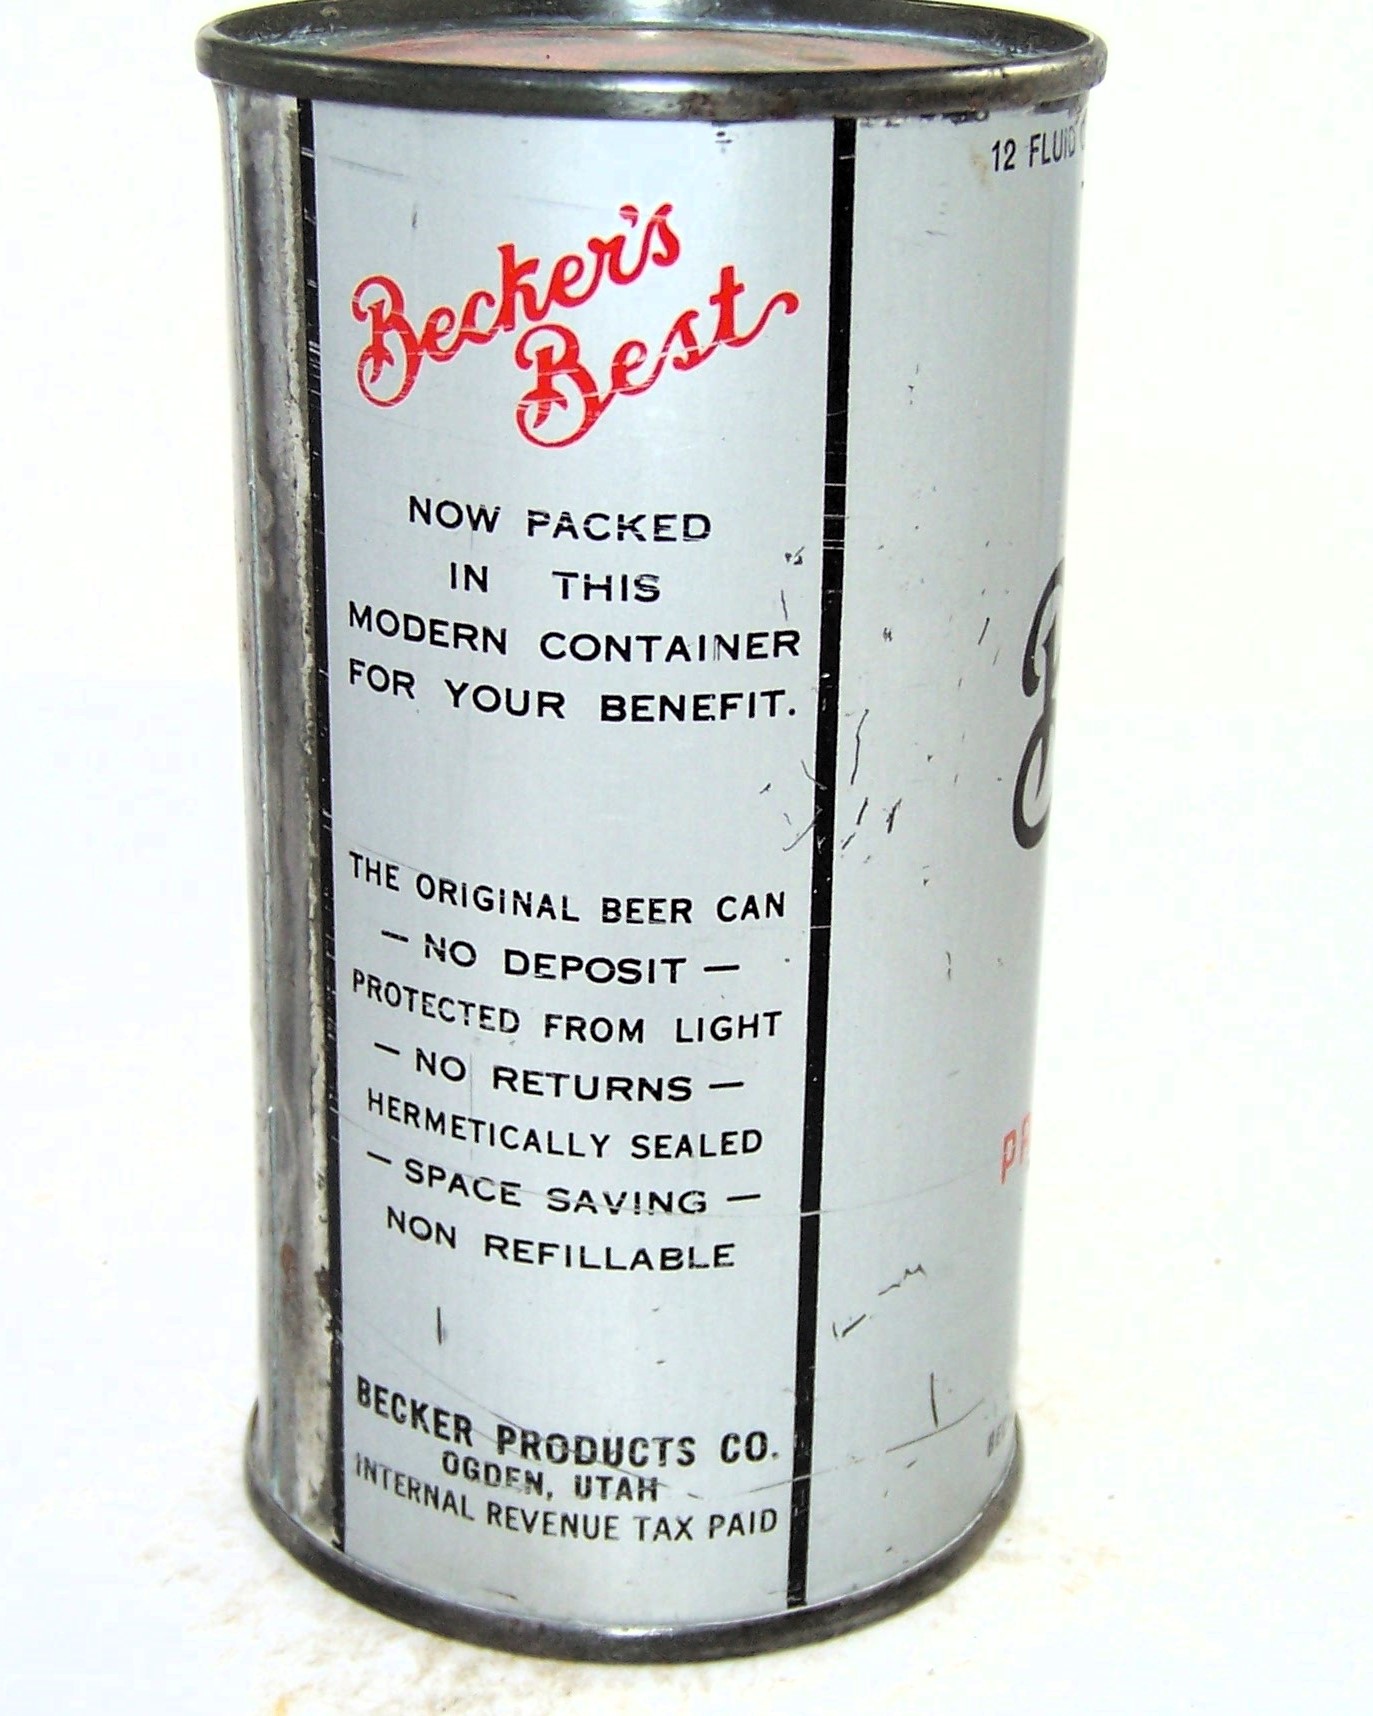 Becker's
Best
NOW PACKED
IN THIS
MODERN CONTAINER
FOR YOUR BENEFIT.
THE ORIGINAL BEER CAN
— NO DEPOSIT —
PROTECTED FROM LIGHT
— NO RETURNS —
HERMETICALLY SEALED
— SPACE SAVING —
NON REFILLABLE
BECKER PRODUCTS CO.
OGDEN, UTAH
INTERNAL REVENUE TAX PAID
12 FLUID